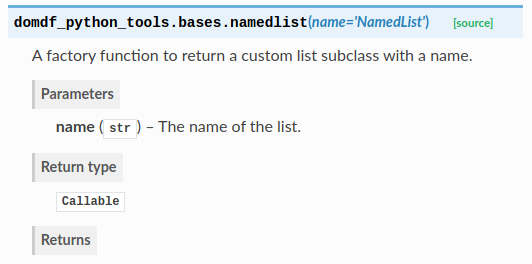 domdf_python_tools.bases.namedlist(name='NamedList') [source]
A factory function to return a custom list subclass with a name.
Parameters
name (str) – The name of the list.
Return type
Callable
Returns